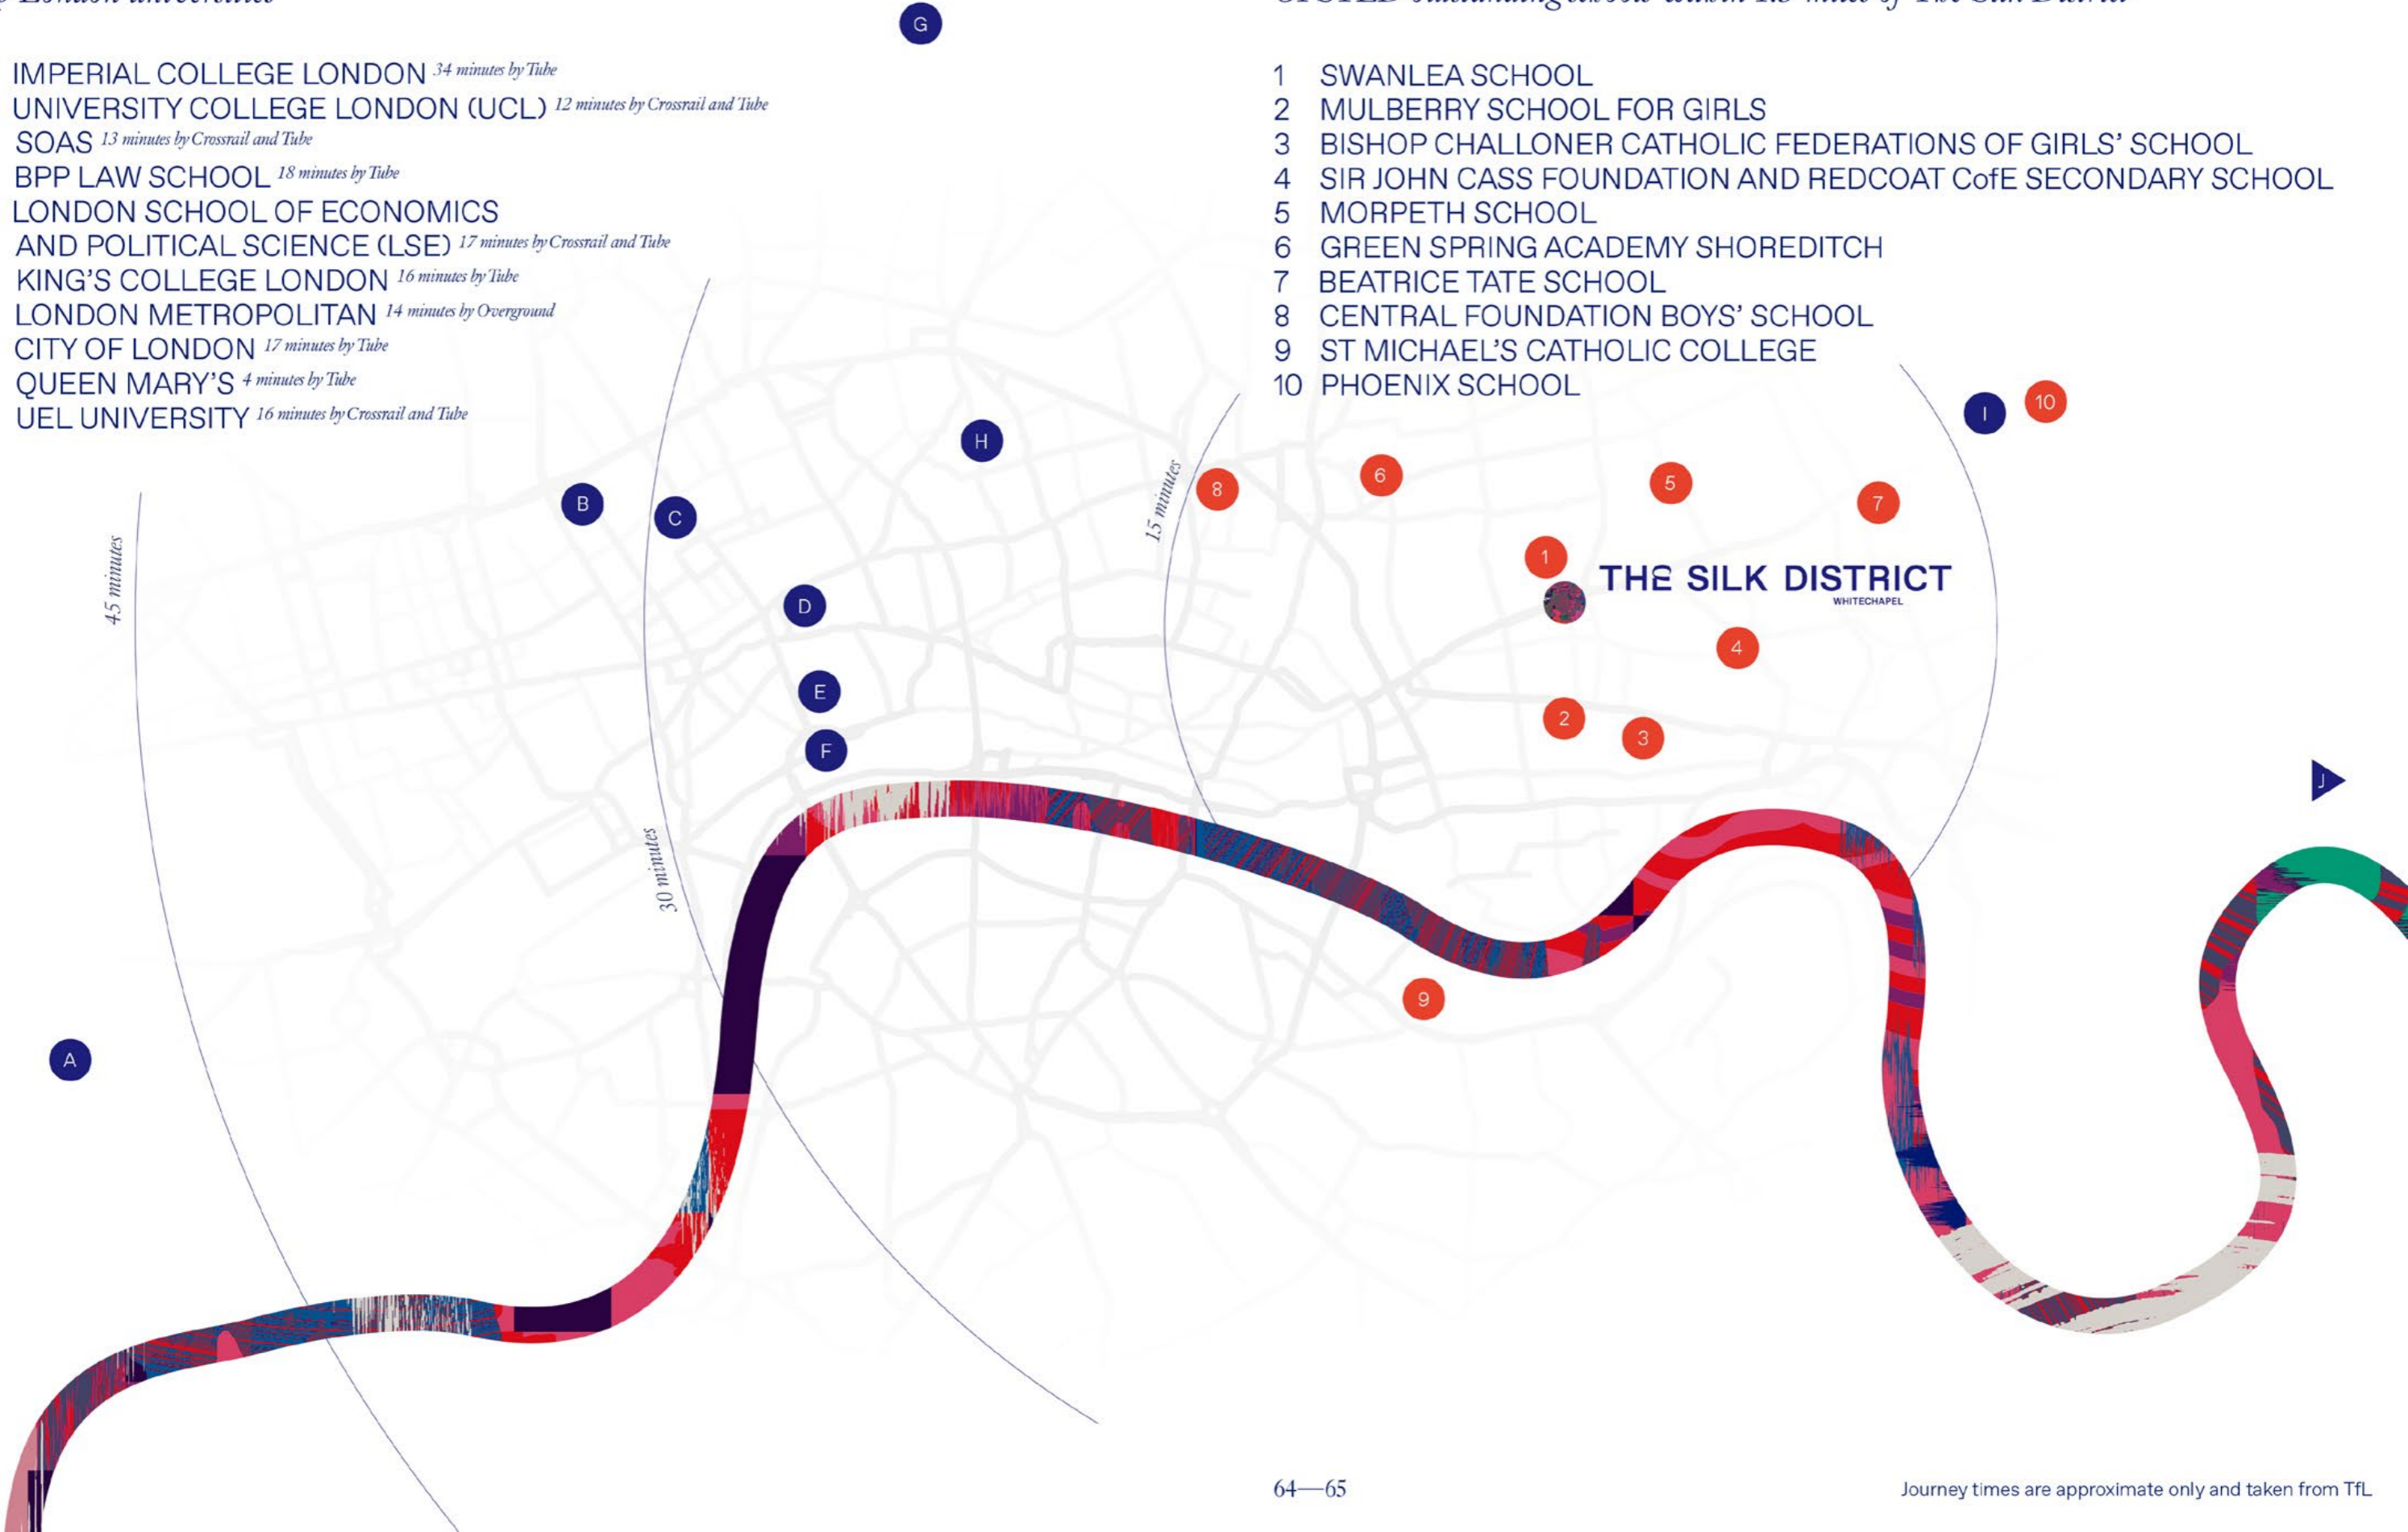 London universities
IMPERIAL COLLEGE LONDON 34 minutes by Tube
UNIVERSITY COLLEGE LONDON (UCL) 12 minutes by Crossrail and Tube
SOAS 13 minutes by Crossrail and Tube
BPP LAW SCHOOL 18 minutes by Tube
LONDON SCHOOL OF ECONOMICS
AND POLITICAL SCIENCE (LSE) 17 minutes by Crossrail and Tube
KING'S COLLEGE LONDON 16 minutes by Tube
LONDON METROPOLITAN 14 minutes by Overground
CITY OF LONDON 17 minutes by Tube
QUEEN MARY'S 4 minutes by Tube
UEL UNIVERSITY 16 minutes by Crossrail and Tube
1 SWANLEA SCHOOL
2 MULBERRY SCHOOL FOR GIRLS
3 BISHOP CHALLONER CATHOLIC FEDERATIONS OF GIRLS' SCHOOL
4 SIR JOHN CASS FOUNDATION AND REDCOAT CofE SECONDARY SCHOOL
5 MORPETH SCHOOL
6 GREEN SPRING ACADEMY SHOREDITCH
7 BEATRICE TATE SCHOOL
8 CENTRAL FOUNDATION BOYS' SCHOOL
9 ST MICHAEL'S CATHOLIC COLLEGE
10 PHOENIX SCHOOL
G
I
10
H
6
5
8
7
B
C
15 minutes
1
45 minutes
THE SILK DISTRICT
WHITECHAPEL
D
4
E
2
3
F
J
30 minutes
9
A
64—65
Journey times are approximate only and taken from TfL